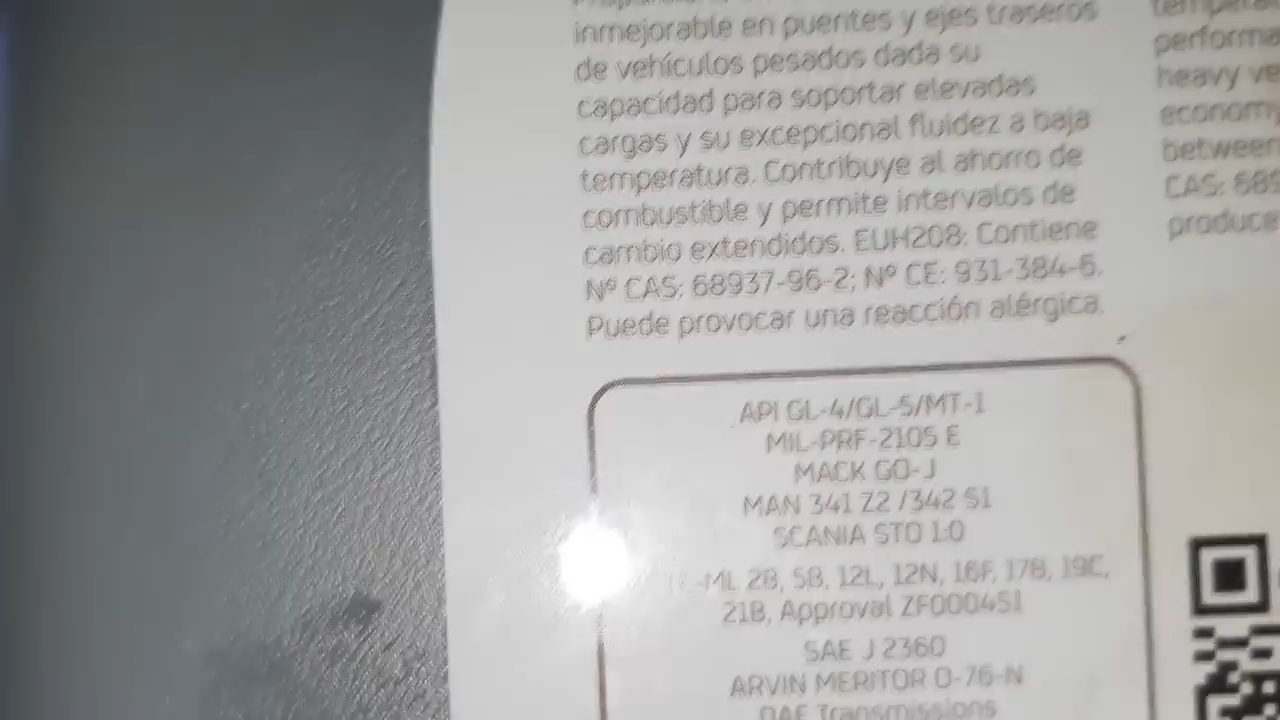 inmejorable en puentes y ejes traseros
de vehículos pesados dada su
capacidad para soportar elevadas
cargas y su excepcional fluidez a baja
temperatura. Contribuye al ahorro de
combustible y permite intervalos de
cambio extendidos. EUH208: Contiene
Nº CAS: 68937-96-2; Nº CE: 931-384-6.
Puede provocar una reacción alérgica.
performa
heavy ve
economy
between
CAS: 689
produce
API GL-4/GL-5/MT-1
MIL-PRF-2105 E
MACK GO-J
MAN 341 Z2 /342 S1
SCANIA STO 1:0
-ML 2B, 5B, 12L, 12N, 16F, 17B, 19C,
21B, Approval ZF000451
SAE J 2360
ARVIN MERITOR 0-76-N
DAF Transmissions